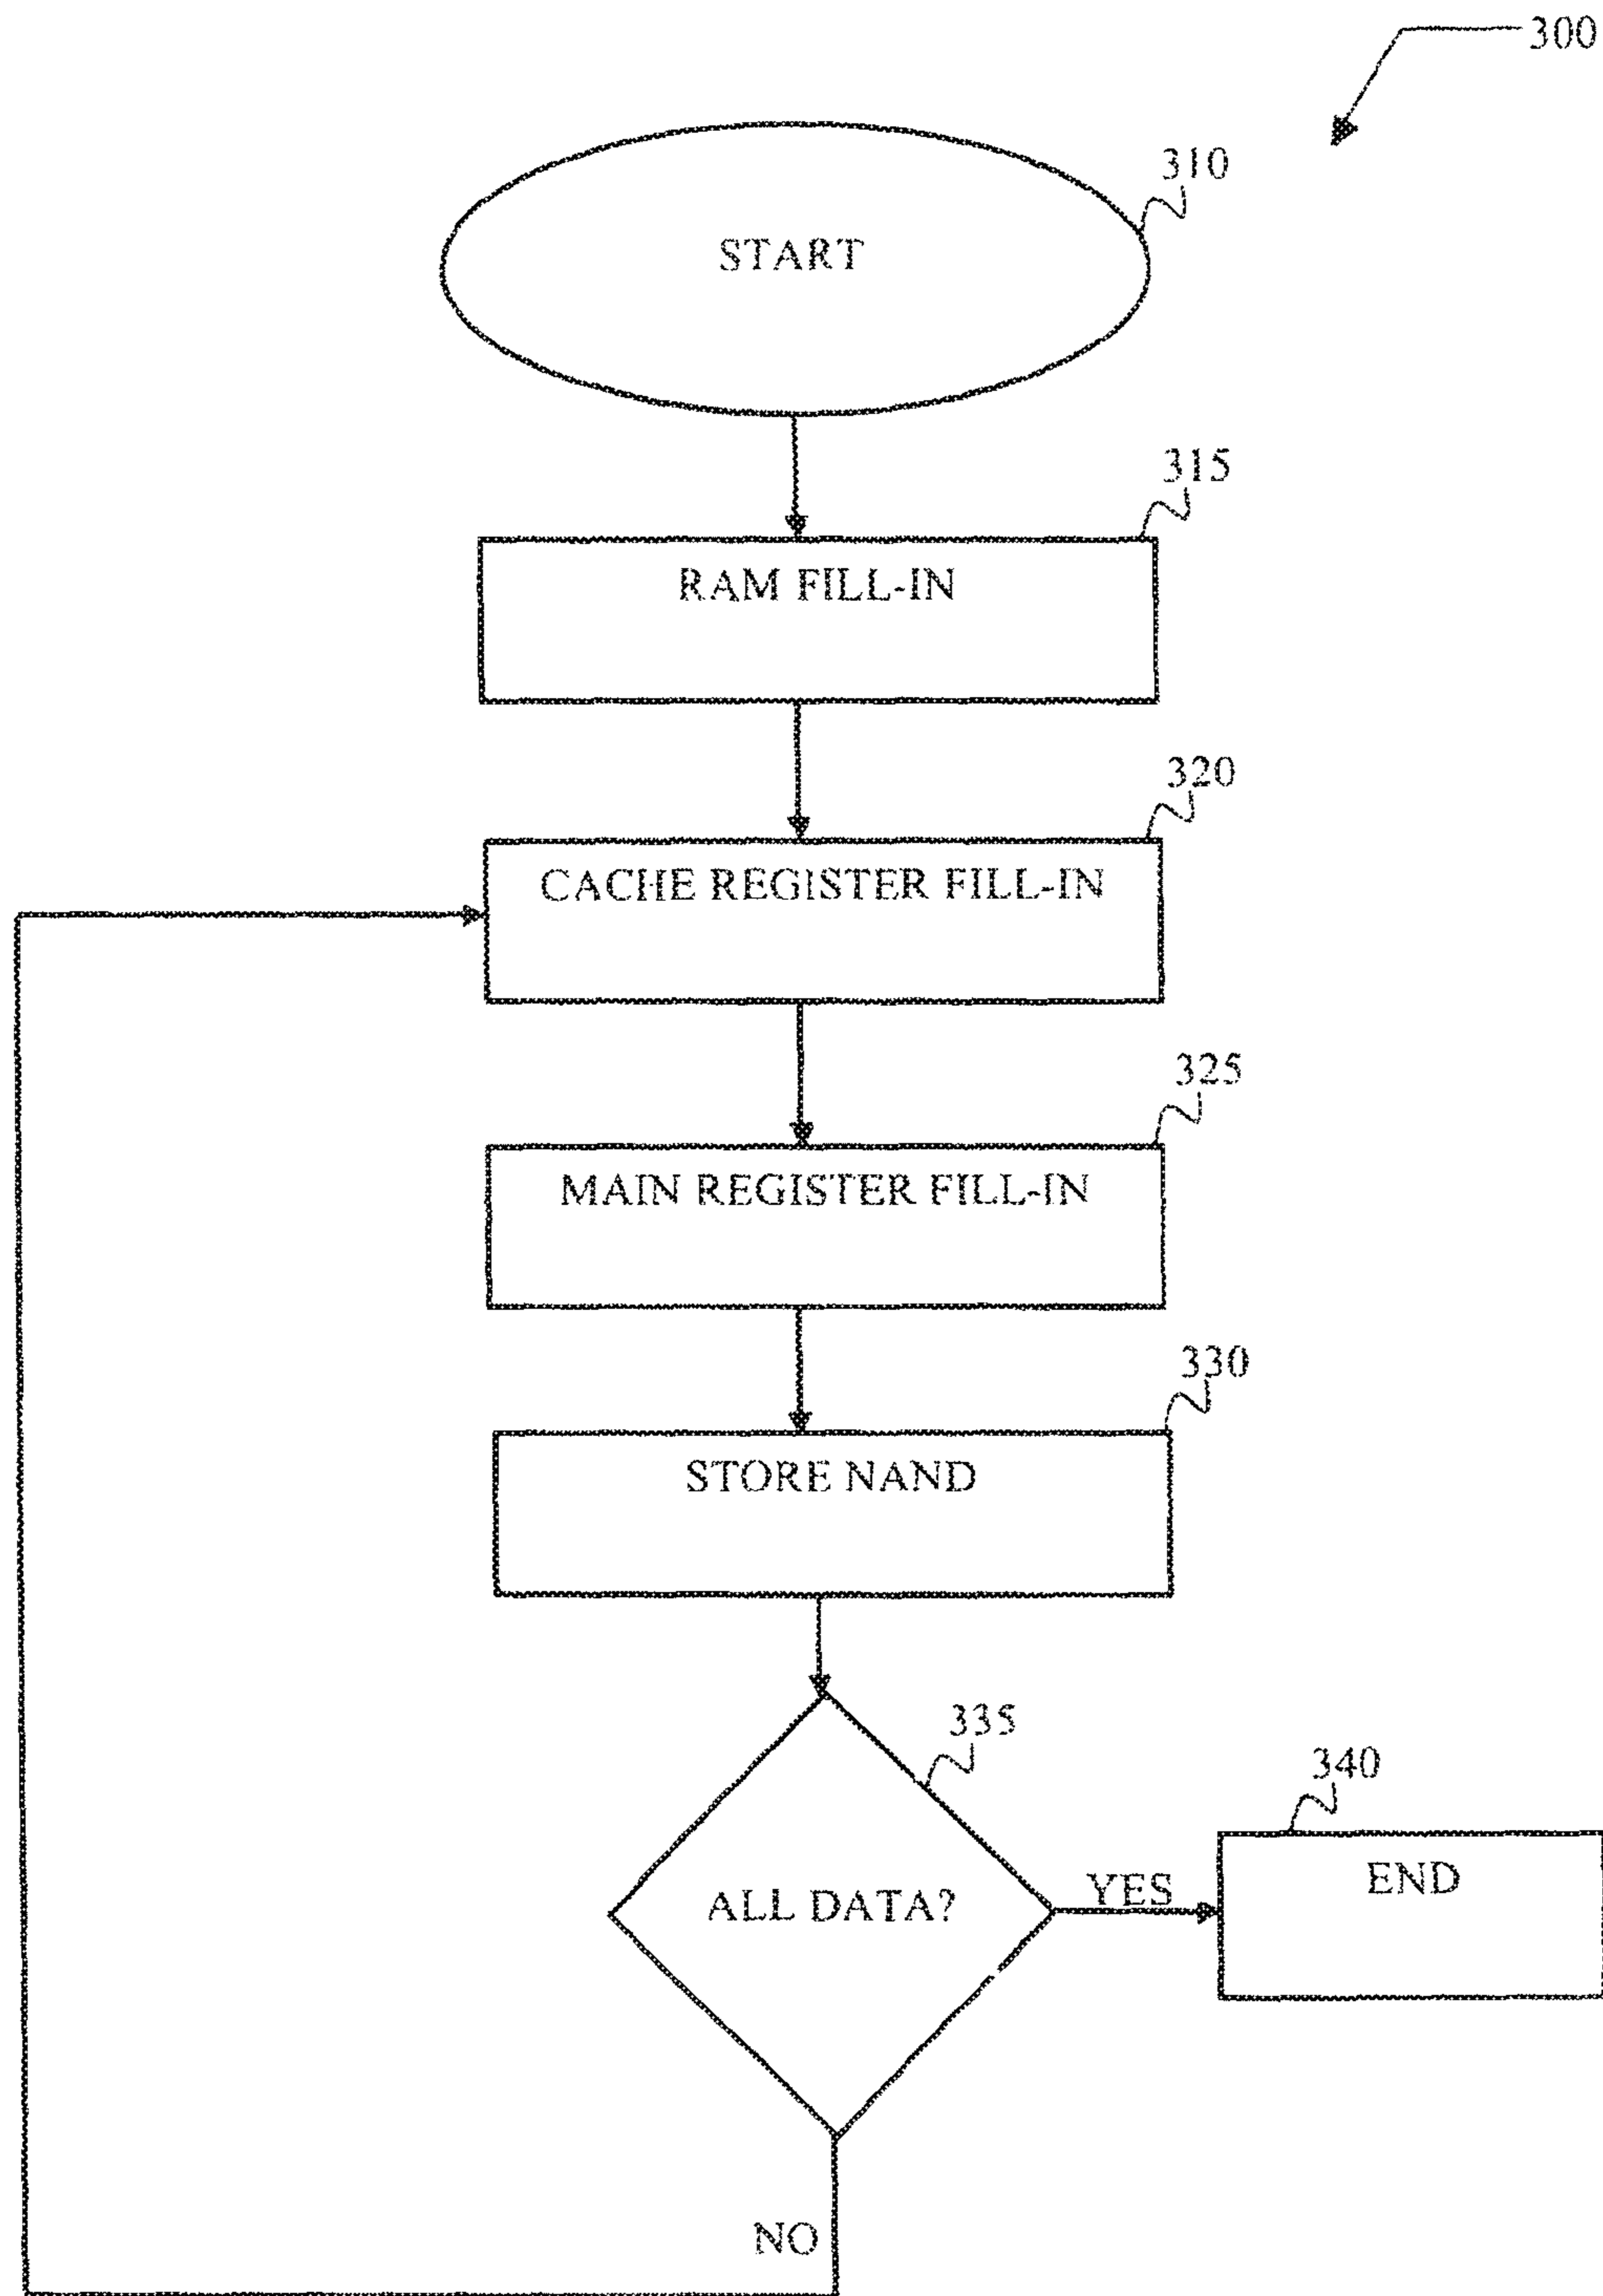 300
310
START
315
RAM FILL-IN
320
CACHE REGISTER FILL-IN
325
MAIN REGISTER FILL-IN
330
STORE NAND
335
ALL DATA?
YES
340
END
NO